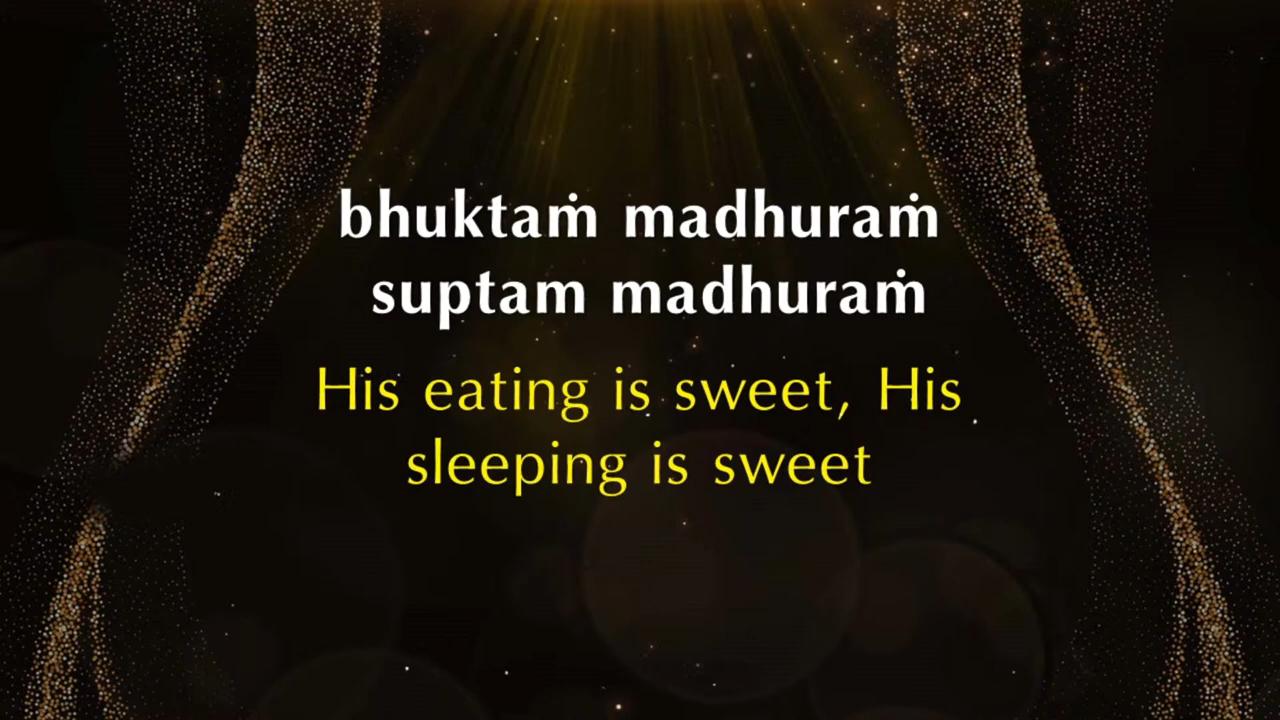 bhuktaṁ madhuraṁ
suptam madhuraṁ
His eating is sweet, His
sleeping is sweet